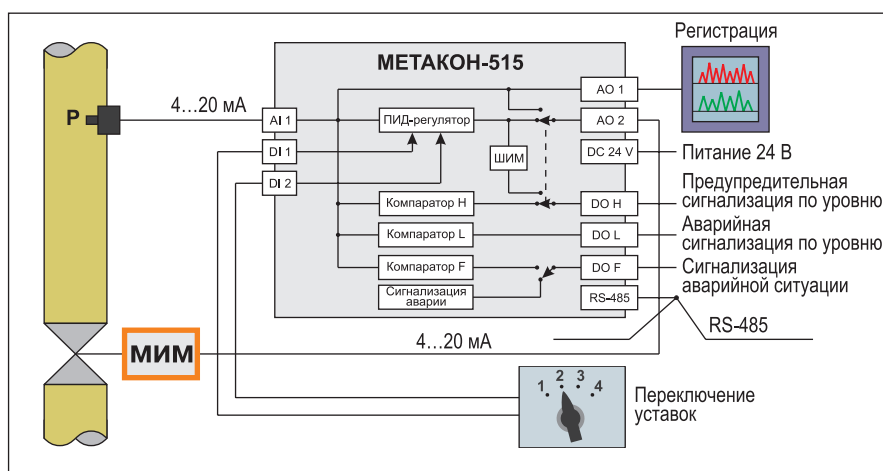 Регистрация
МЕТАКОН-515
P
4...20 мА
AI 1
ПИД-регулятор
AO 1
AO 2
DI 1
ШИМ
DC 24 V
Питание 24 В
DI 2
Компаратор H
DO H
Предупредительная
сигнализация по уровню
Компаратор L
DO L
Аварийная
сигнализация по уровню
Компаратор F
DO F
Сигнализация
аварийной ситуации
Сигнализация
аварии
RS-485
RS-485
МИМ
4...20 мА
1 2 3 4
Переключение
уставок